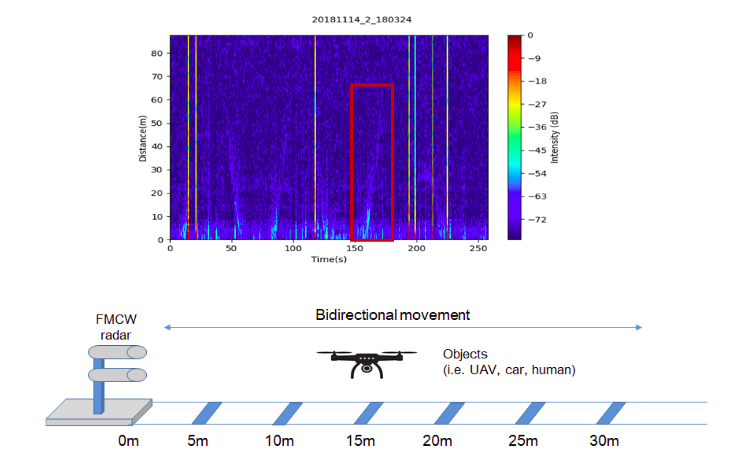 20181114_2_180324
80
70
60
50
40
30
20
10
0
Distance(m)
0
50
100
150
200
250
Time(s)
0
−9
−18
−27
−36
−45
−54
−63
−72
Intensity (dB)
FMCW
radar
Bidirectional movement
Objects
(i.e. UAV, car, human)
0m
5m
10m
15m
20m
25m
30m